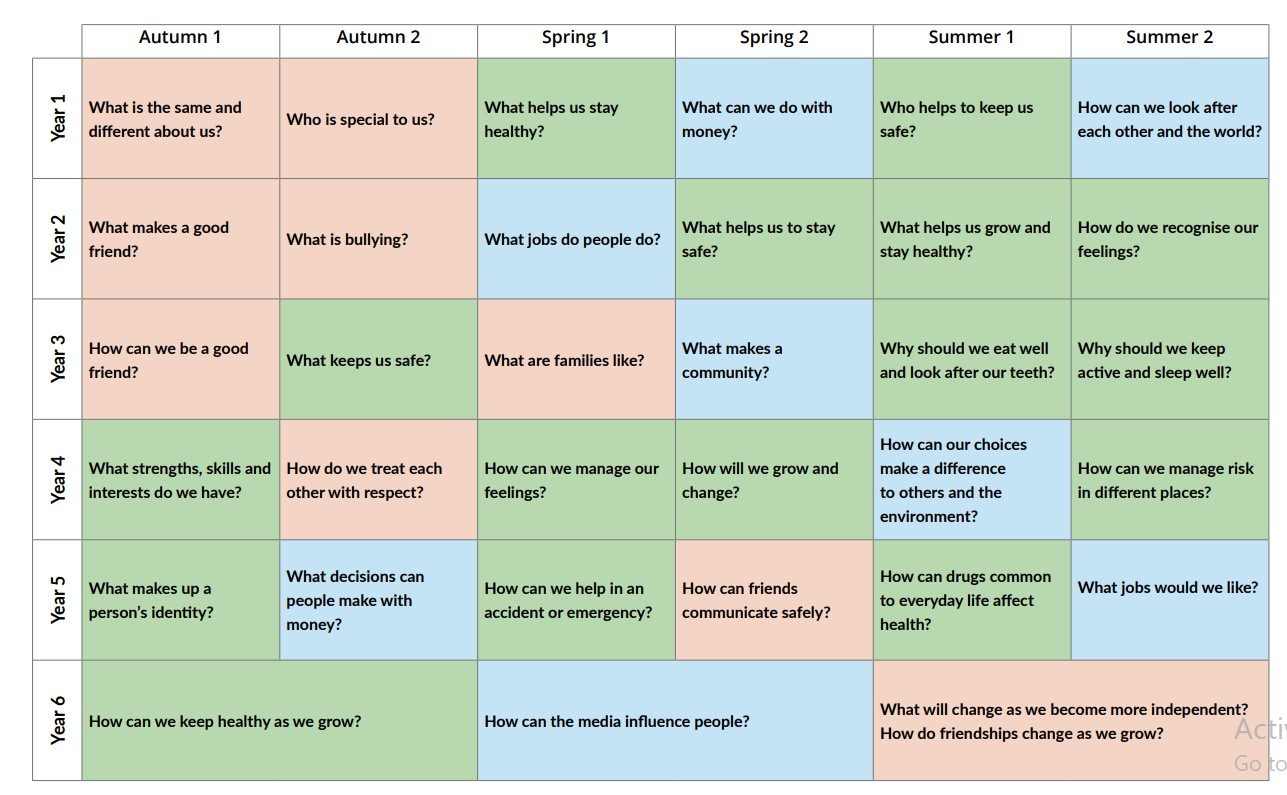 Autumn 1 Autumn 2 Spring 1 Spring 2 Summer 1 Summer 2
Year 1
What is the same and
different about us?
Who is special to us?
What helps us stay
healthy?
What can we do with
money?
Who helps to keep us
safe?
How can we look after
each other and the world?
Year 2
What makes a good
friend?
What is bullying?
What jobs do people do?
What helps us to stay
safe?
What helps us grow and
stay healthy?
How do we recognise our
feelings?
Year 3
How can we be a good
friend?
What keeps us safe?
What are families like?
What makes a
community?
Why should we eat well
and look after our teeth?
Why should we keep
active and sleep well?
Year 4
What strengths, skills and
interests do we have?
How do we treat each
other with respect?
How can we manage our
feelings?
How will we grow and
change?
How can our choices
make a difference
to others and the
environment?
How can we manage risk
in different places?
Year 5
What makes up a
person’s identity?
What decisions can
people make with
money?
How can we help in an
accident or emergency?
How can friends
communicate safely?
How can drugs common
to everyday life affect
health?
What jobs would we like?
Year 6
How can we keep healthy as we grow?
How can the media influence people?
What will change as we become more independent?
How do friendships change as we grow?
Go to